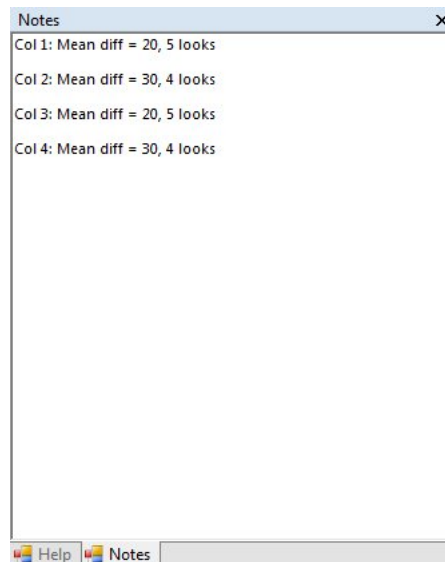 Notes
Col 1: Mean diff = 20, 5 looks
Col 2: Mean diff = 30, 4 looks
Col 3: Mean diff = 20, 5 looks
Col 4: Mean diff = 30, 4 looks
Help Notes